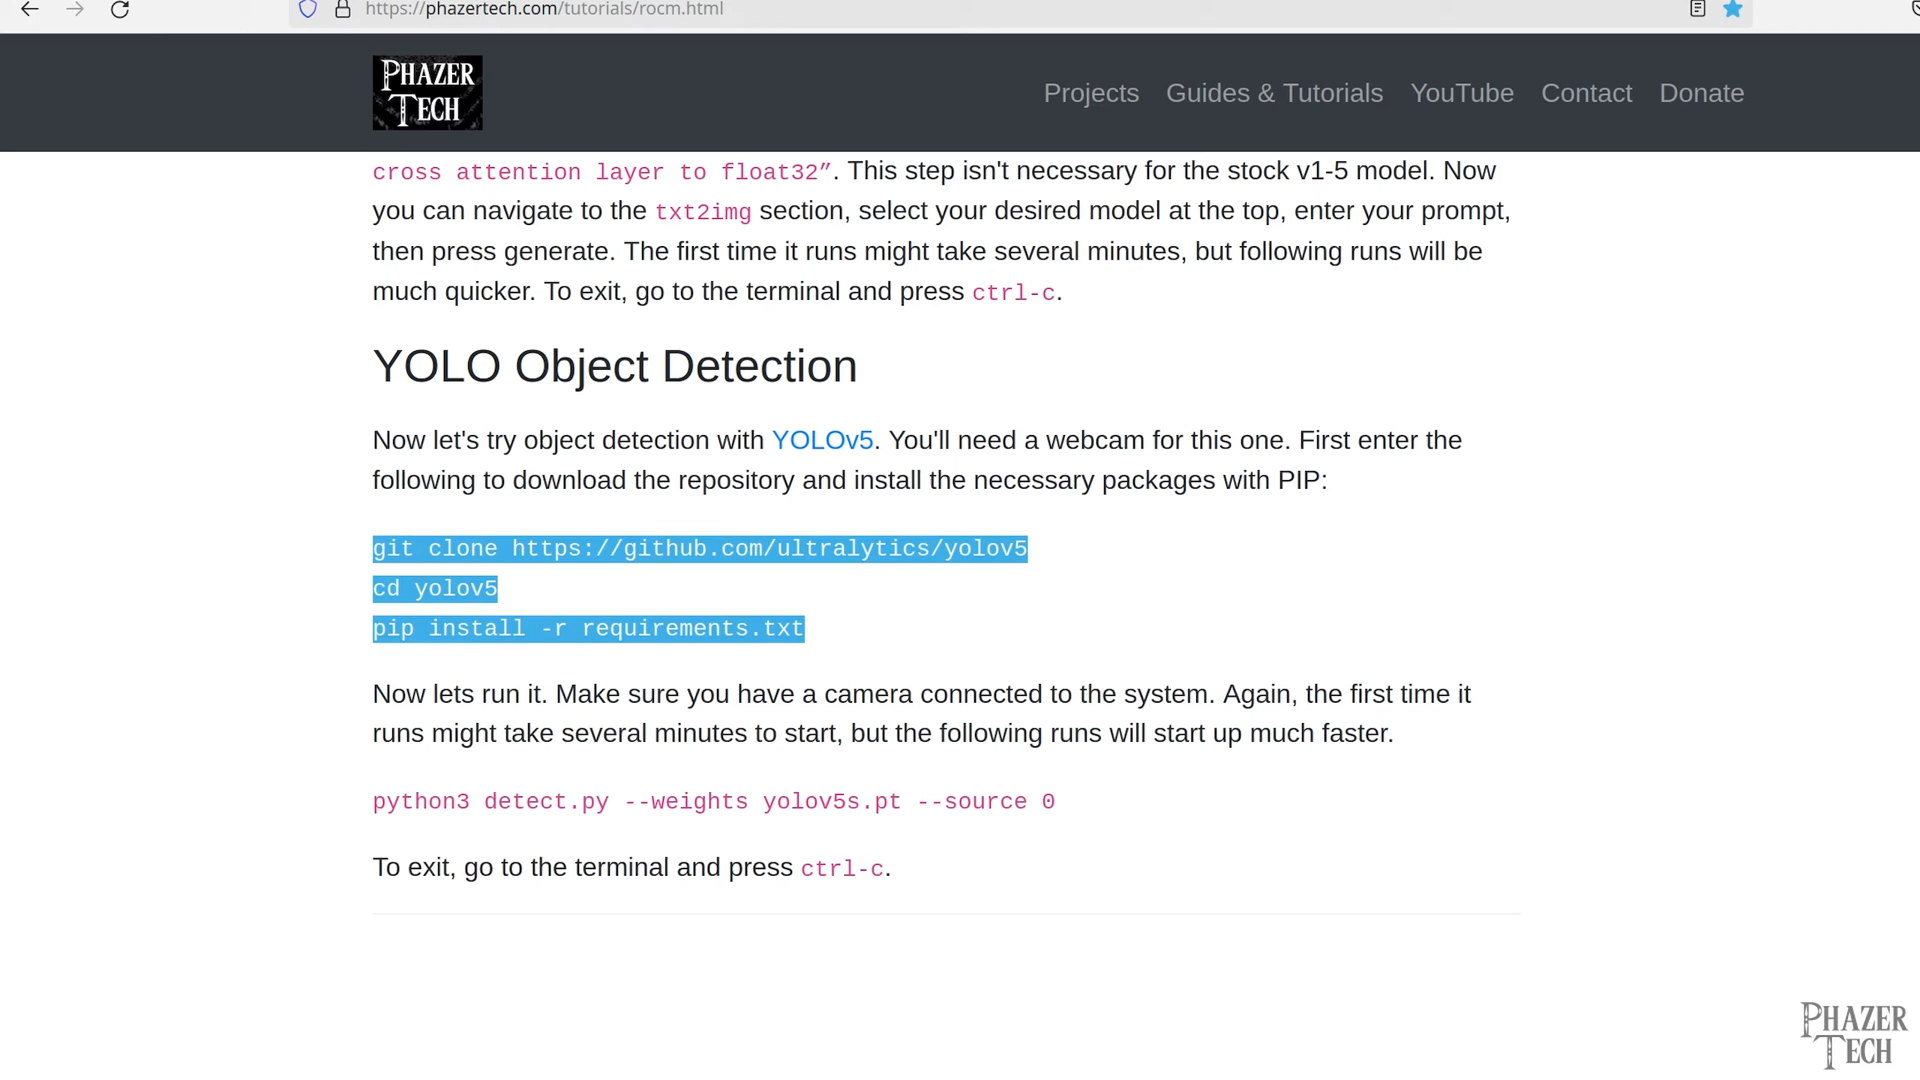 https://phazertech.com/tutorials/rocm.html
PHAZER
TECH
Projects Guides & Tutorials YouTube Contact Donate
cross attention layer to float32”. This step isn't necessary for the stock v1-5 model. Now
you can navigate to the txt2img section, select your desired model at the top, enter your prompt,
then press generate. The first time it runs might take several minutes, but following runs will be
much quicker. To exit, go to the terminal and press ctrl-c.
YOLO Object Detection
Now let's try object detection with YOLOv5. You'll need a webcam for this one. First enter the
following to download the repository and install the necessary packages with PIP:
git clone https://github.com/ultralytics/yolov5
cd yolov5
pip install -r requirements.txt
Now lets run it. Make sure you have a camera connected to the system. Again, the first time it
runs might take several minutes to start, but the following runs will start up much faster.
python3 detect.py --weights yolov5s.pt --source 0
To exit, go to the terminal and press ctrl-c.
PHAZER
TECH